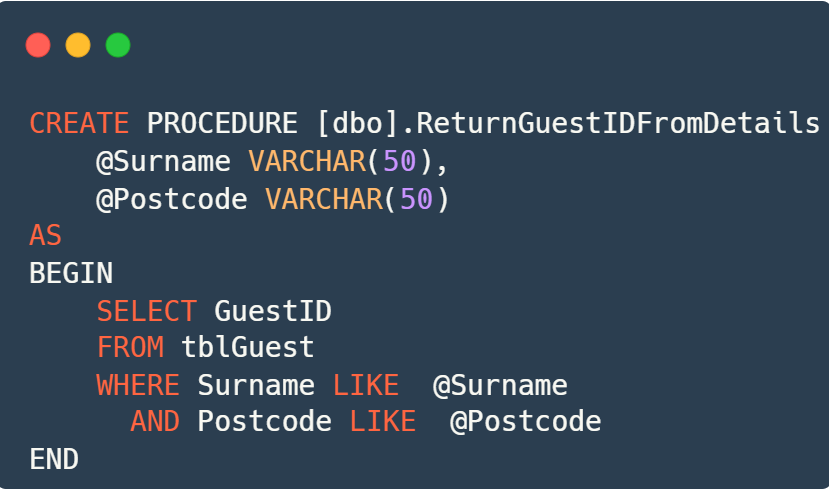 CREATE PROCEDURE [dbo].ReturnGuestIDFromDetails
    @Surname VARCHAR(50),
    @Postcode VARCHAR(50)
AS
BEGIN
    SELECT GuestID
    FROM tblGuest
    WHERE Surname LIKE  @Surname
      AND Postcode LIKE  @Postcode
END